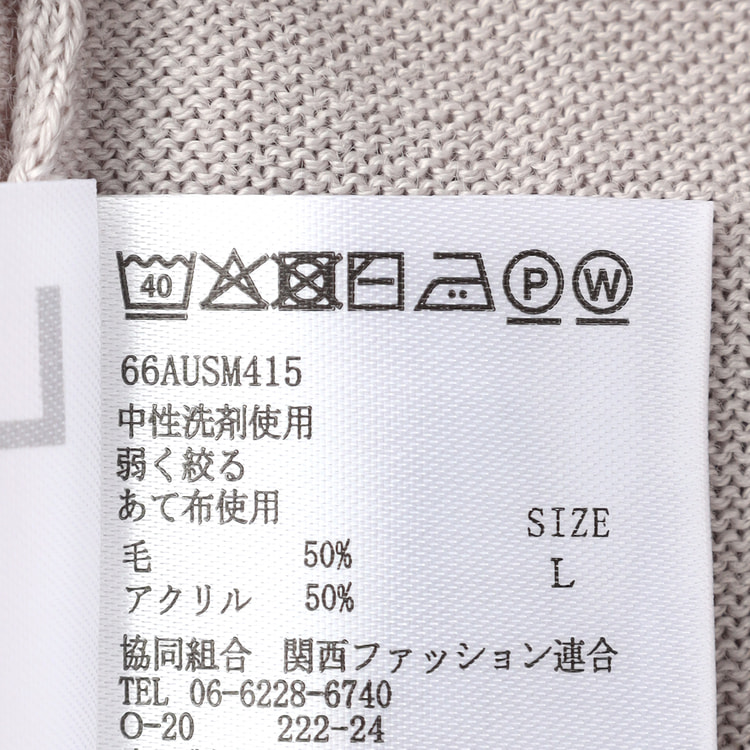 40 P W
66AUSM415
中性洗剤使用
弱く絞る
あて布使用
毛 50%
アクリル 50%
SIZE
L
協同組合 関西ファッション連合
TEL 06-6228-6740
O-20 222-24